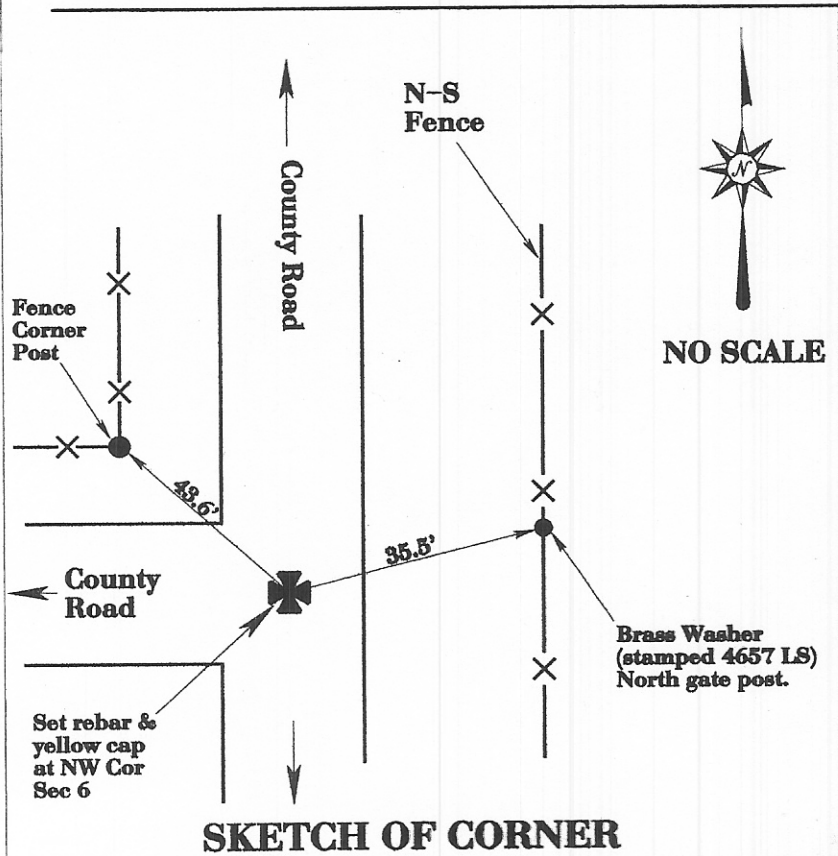 N-S
Fence
N
County Road
NO SCALE
Fence
Corner
Post
43.6'
35.5'
County
Road
Brass Washer
(stamped 4657 LS)
North gate post.
Set rebar &
yellow cap
at NW Cor
Sec 6
SKETCH OF CORNER